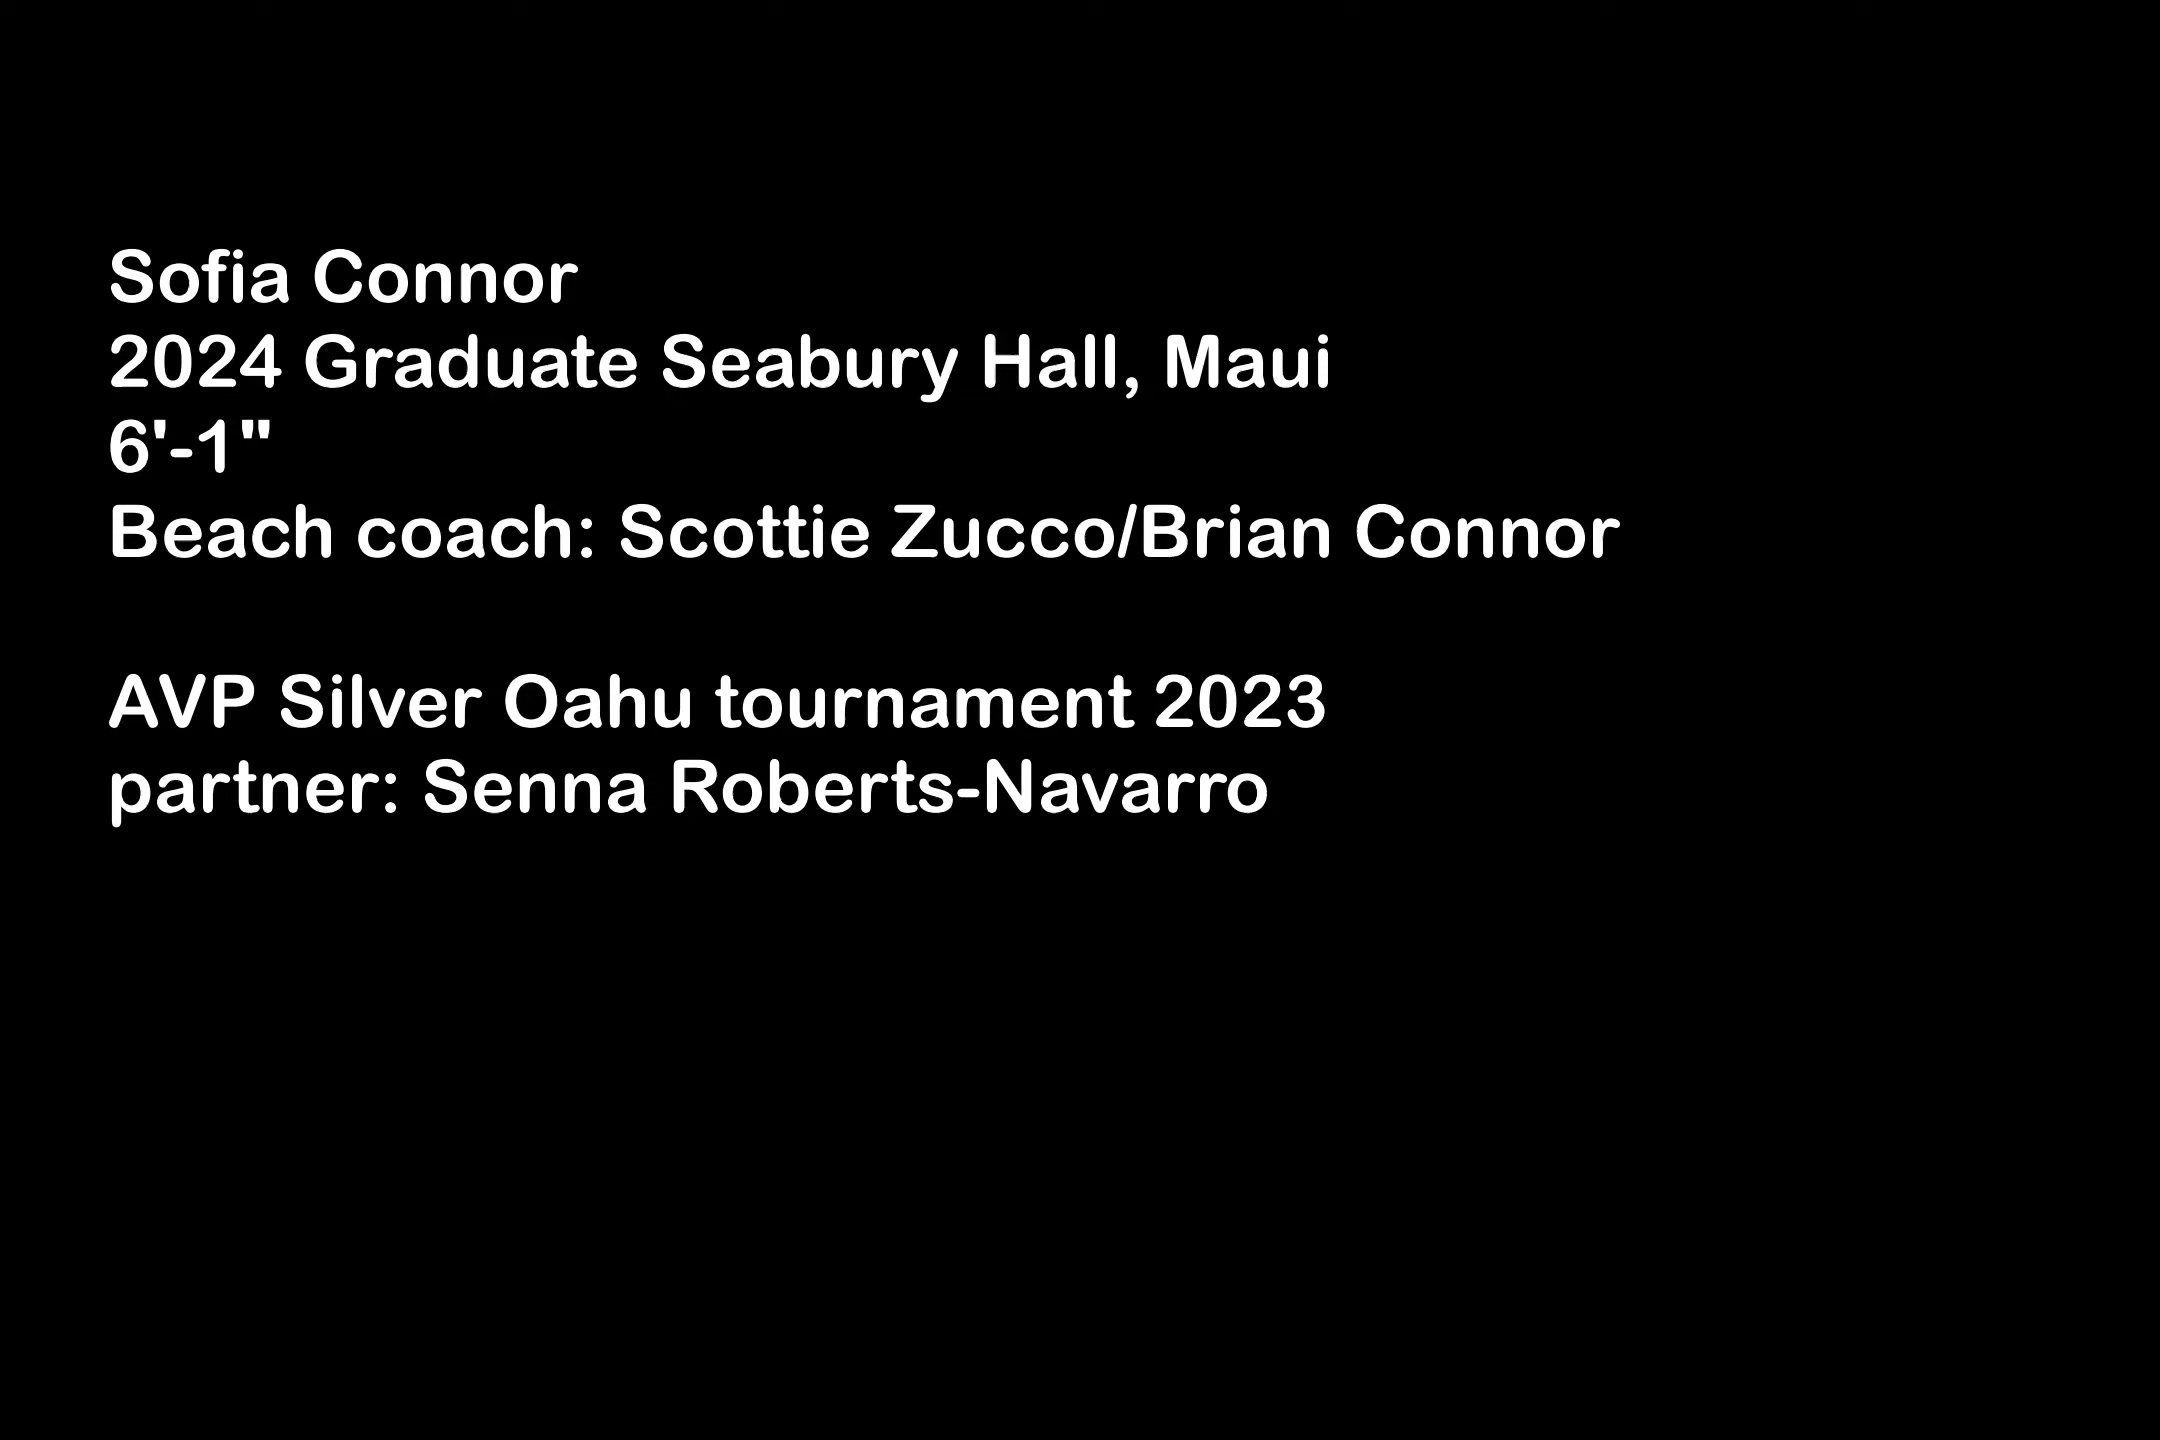 Sofia Connor
2024 Graduate Seabury Hall, Maui
6'-1"
Beach coach: Scottie Zucco/Brian Connor
AVP Silver Oahu tournament 2023
partner: Senna Roberts-Navarro